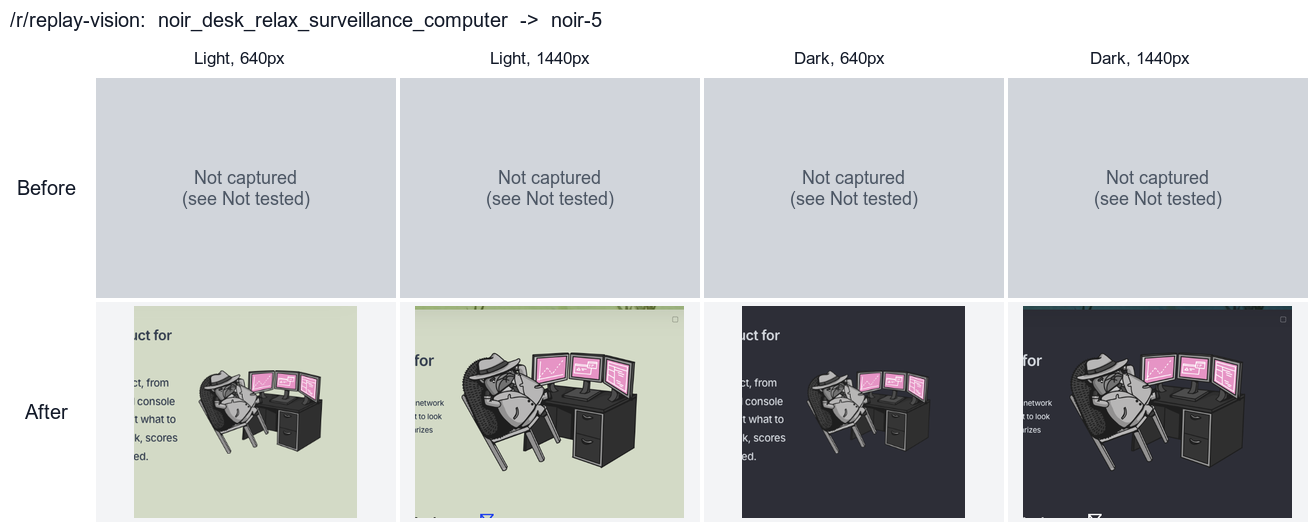 /r/replay-vision: noir_desk_relax_surveillance_computer -> noir-5
Light, 640px
Light, 1440px
Dark, 640px
Dark, 1440px
Before
Not captured
(see Not tested)
Not captured
(see Not tested)
Not captured
(see Not tested)
Not captured
(see Not tested)
After
uct for
ct, from
console
t what to
k, scores
ed.
for
network
t to look
rizes
uct for
ct, from
console
t what to
k, scores
ed.
for
network
t to look
rizes